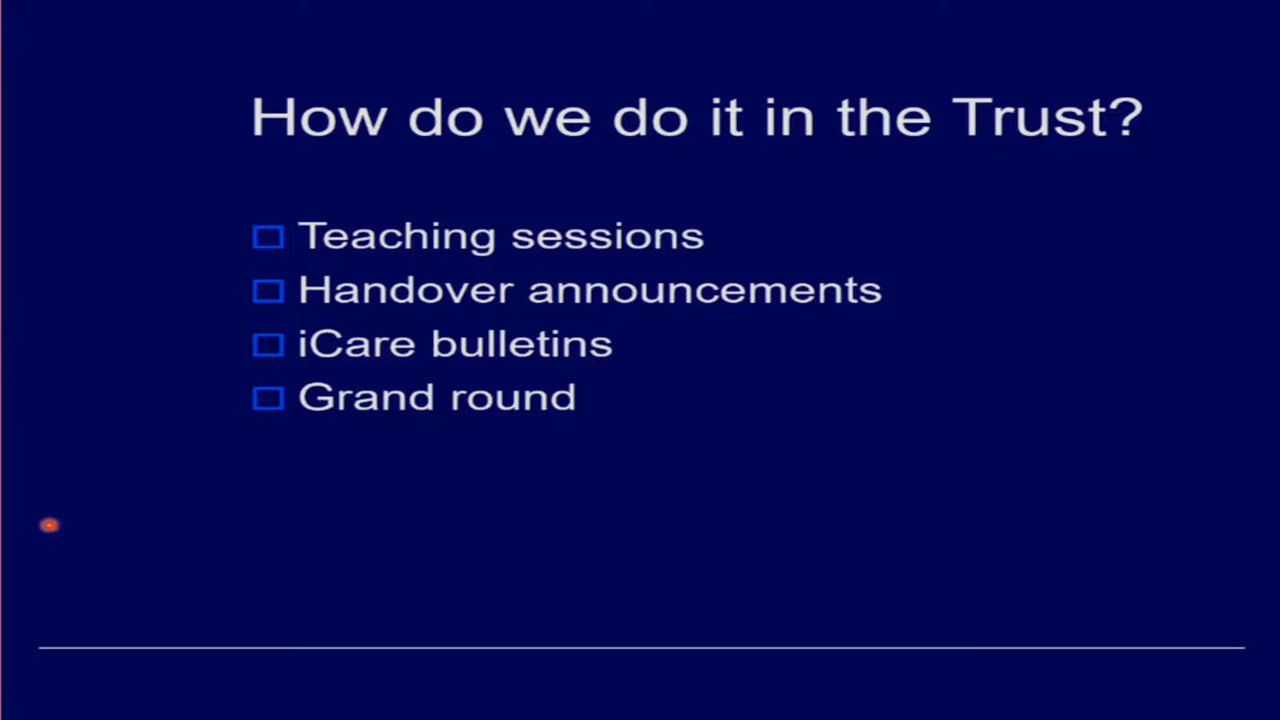 How do we do it in the Trust?
Teaching sessions
Handover announcements
iCare bulletins
Grand round